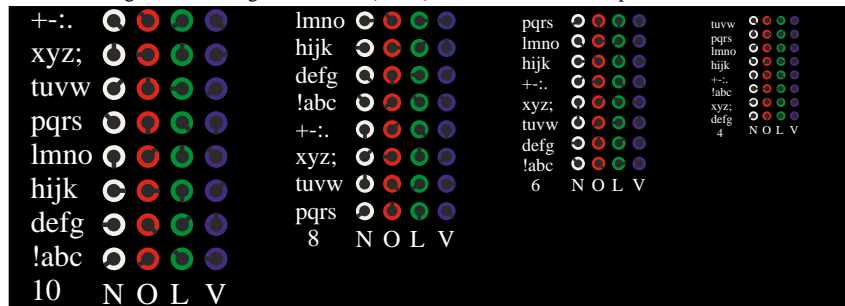 +-:.
xyz;
tuvw
pqrs
lmno
hijk
defg
!abc
10 N O L V
lmno
hijk
defg
!abc
+-:.
xyz;
tuvw
pqrs
8 N O L V
pqrs
lmno
hijk
+-:.
xyz;
tuvw
defg
!abc
6 N O L V
tuvw
pqrs
lmno
hijk
+-:.
!abc
xyz;
defg
4 N O L V